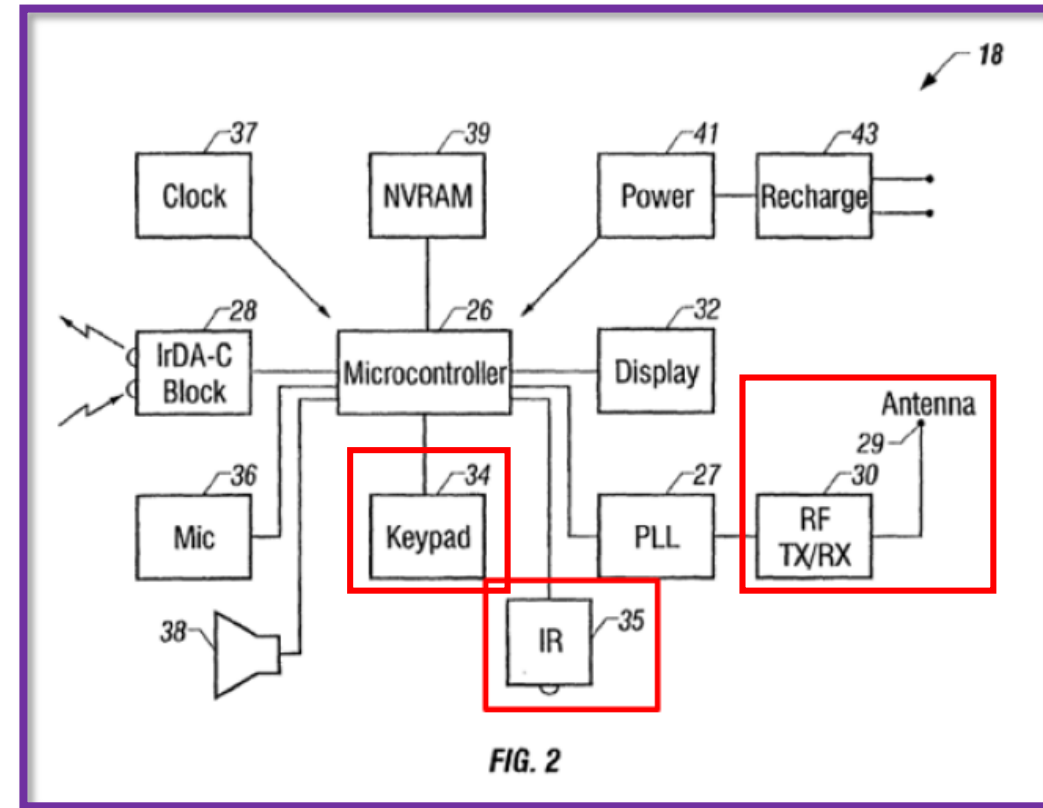 18
37
39
41
43
Clock
NVRAM
Power
Recharge
28
26
32
IrDA-C
Block
Microcontroller
Display
Antenna
29
36
34
27
30
Mic
Keypad
PLL
RF
TX/RX
38
35
IR
FIG. 2